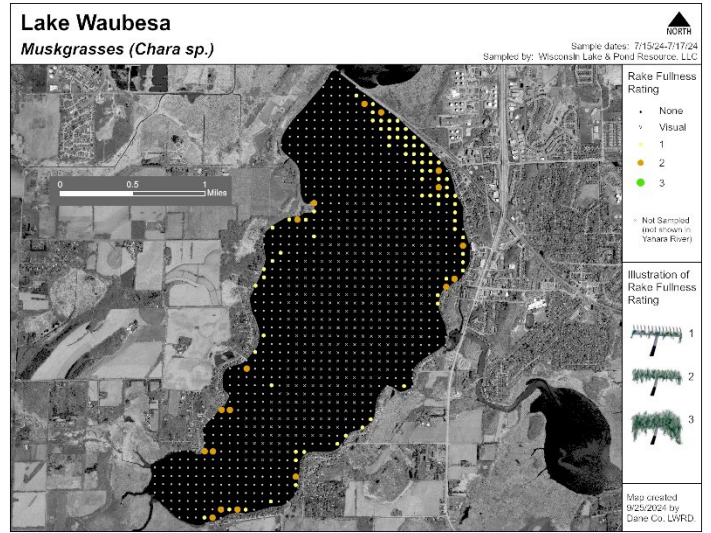 Lake Waubesa
Muskgrasses (Chara sp.)
NORTH
Sample dates: 7/15/24-7/17/24
Sampled by: Wisconsin Lake & Pond Resource, LLC
Rake Fullness
Rating
None
Visual
1
2
3
Not Sampled
(not shown in
Yahara River)
0 0.5 1
Miles
Illustration of
Rake Fullness
Rating
1
2
3
Map created
9/25/2024 by
Dane Co. LWRD.